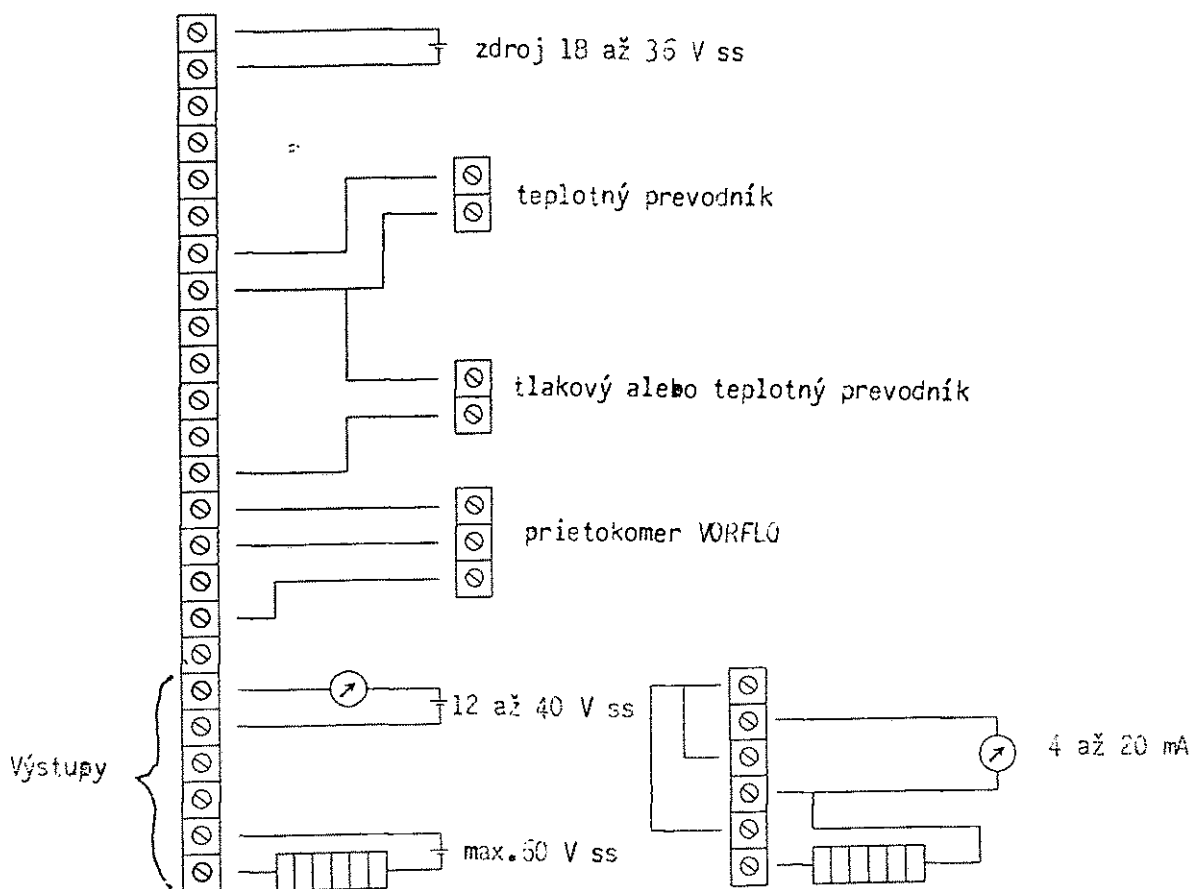 zdroj 18 až 36 V ss
teplotný prevodník
tlakový alebo teplotný prevodník
prietokomer VORFLO
12 až 40 V ss
Výstupy
4 až 20 mA
max.60 V ss